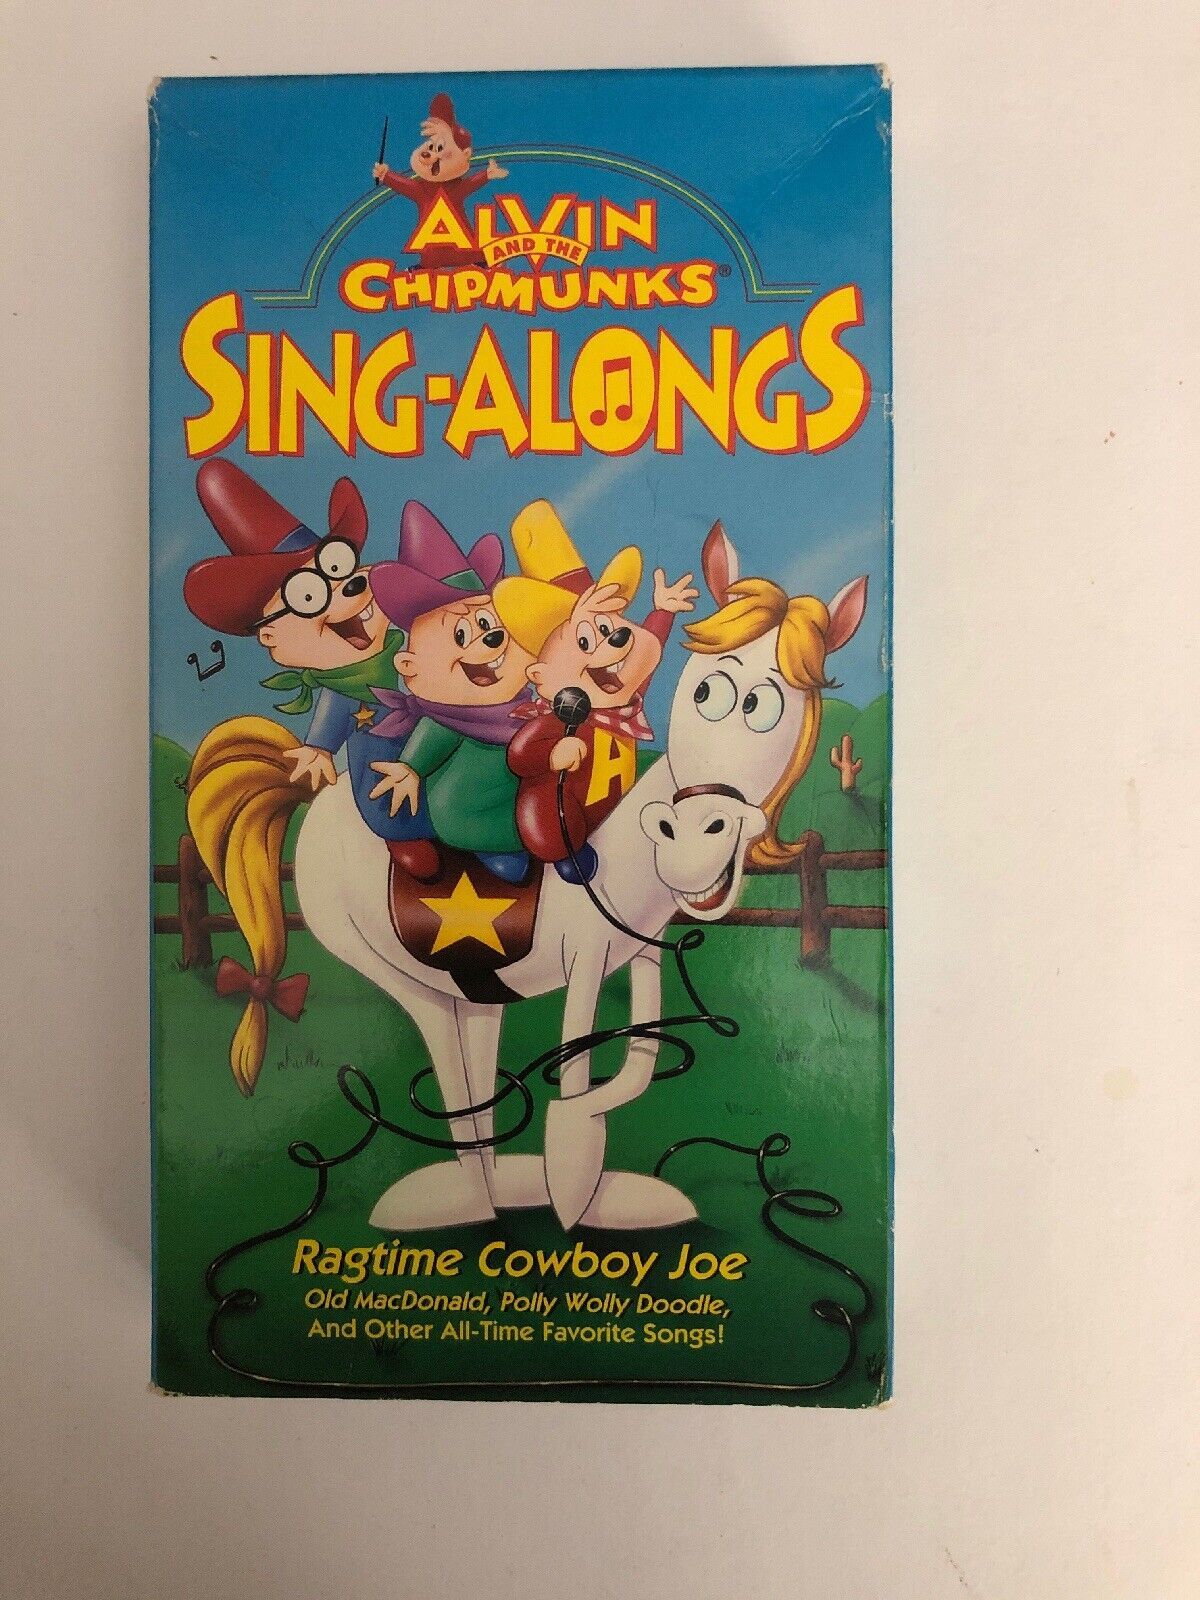 ALVIN
AND THE
CHIPMUNKS®
SING-ALONGS
A
Ragtime Cowboy Joe
Old MacDonald, Polly Wolly Doodle,
And Other All-Time Favorite Songs!